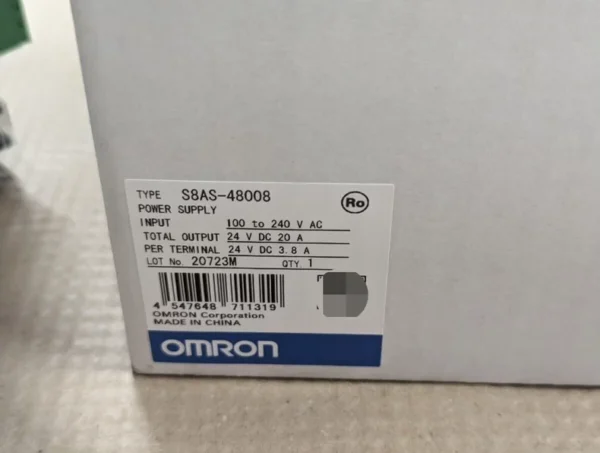 TYPE S8AS-48008
Ro
POWER SUPPLY
INPUT 100 to 240 V AC
TOTAL OUTPUT 24 V DC 20 A
PER TERMINAL 24 V DC 3.8 A
LOT No. 20723M QTY. 1
4 547648 711319
OMRON Corporation
MADE IN CHINA
OMRON